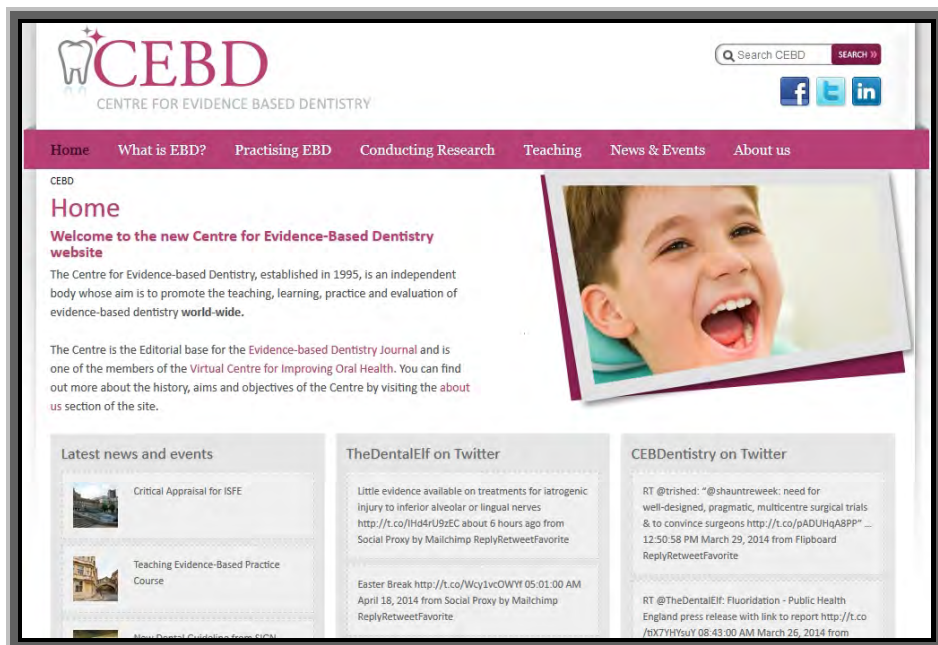 CEBD
CENTRE FOR EVIDENCE BASED DENTISTRY
Search CEBD
SEARCH »
Home
What is EBD?
Practising EBD
Conducting Research
Teaching
News & Events
About us
CEBD
Home
Welcome to the new Centre for Evidence-Based Dentistry
website
The Centre for Evidence-based Dentistry, established in 1995, is an independent
body whose aim is to promote the teaching, learning, practice and evaluation of
evidence-based dentistry world-wide.
The Centre is the Editorial base for the Evidence-based Dentistry Journal and is
one of the members of the Virtual Centre for Improving Oral Health. You can find
out more about the history, aims and objectives of the Centre by visiting the about
us section of the site.
Latest news and events
Critical Appraisal for ISFE
Teaching Evidence-Based Practice
Course
New Dental Guideline from SIGN
TheDentalElf on Twitter
Little evidence available on treatments for iatrogenic
injury to inferior alveolar or lingual nerves
http://t.co/IHd4rU9zEC about 6 hours ago from
Social Proxy by Mailchimp ReplyRetweetFavorite
Easter Break http://t.co/Wcy1vcOWYf 05:01:00 AM
April 18, 2014 from Social Proxy by Mailchimp
ReplyRetweetFavorite
CEBDentistry on Twitter
RT @trished: “@shauntreweek: need for
well-designed, pragmatic, multicentre surgical trials
& to convince surgeons http://t.co/pADUHqA8PP” ...
12:50:58 PM March 29, 2014 from Flipboard
ReplyRetweetFavorite
RT @TheDentalElf: Fluoridation - Public Health
England press release with link to report http://t.co
/tiX7YHYsuY 08:43:00 AM March 26, 2014 from